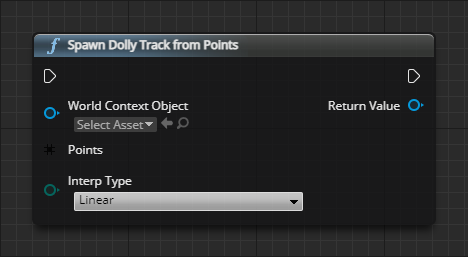 Spawn Dolly Track from Points
World Context Object
Return Value
Select Asset
Points
Interp Type
Linear